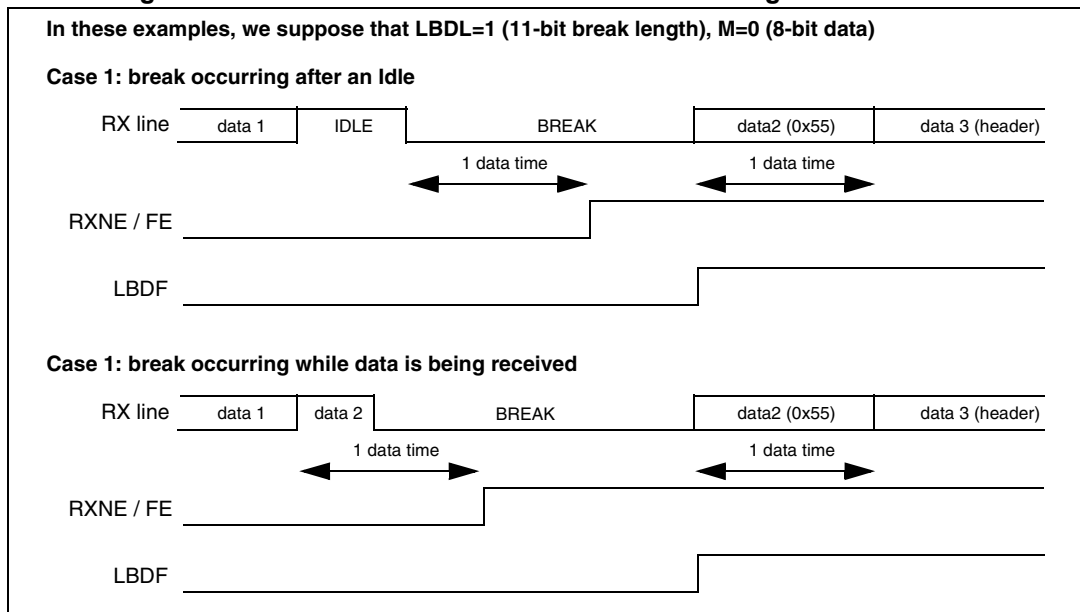 In these examples, we suppose that LBDL=1 (11-bit break length), M=0 (8-bit data)
Case 1: break occurring after an Idle
RX line data 1 IDLE BREAK data2 (0x55) data 3 (header)
1 data time 1 data time
RXNE / FE
LBDF
Case 1: break occurring while data is being received
RX line data 1 data 2 BREAK data2 (0x55) data 3 (header)
1 data time 1 data time
RXNE / FE
LBDF